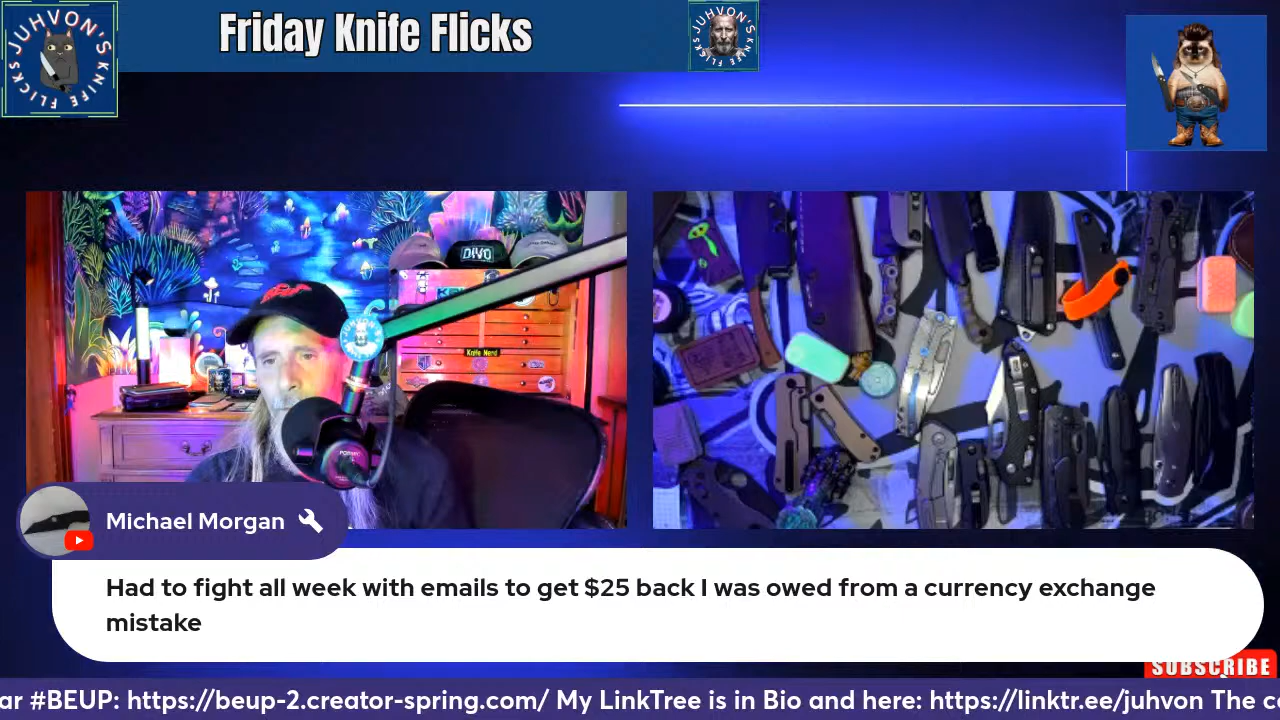 JUHVON'S KNIFE FLICKS
Friday Knife Flicks
JUHVON'S KNIFE FLICKS
DIVO
Knife Nerd
JUHVON'S
Michael Morgan
Had to fight all week with emails to get $25 back I was owed from a currency exchange
mistake
SUBSCRIBE
ar #BEUP: https://beup-2.creator-spring.com/ My LinkTree is in Bio and here: https://linktr.ee/juhvon The c